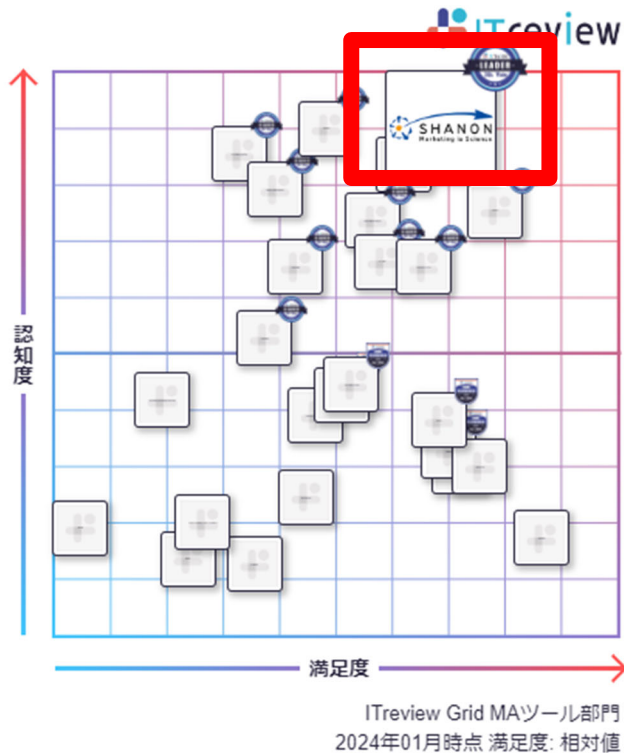 ITreview
LEADER
SHANON
Marketing is Science
認知度
満足度
ITreview Grid MAツール部門
2024年01月時点 満足度: 相対値